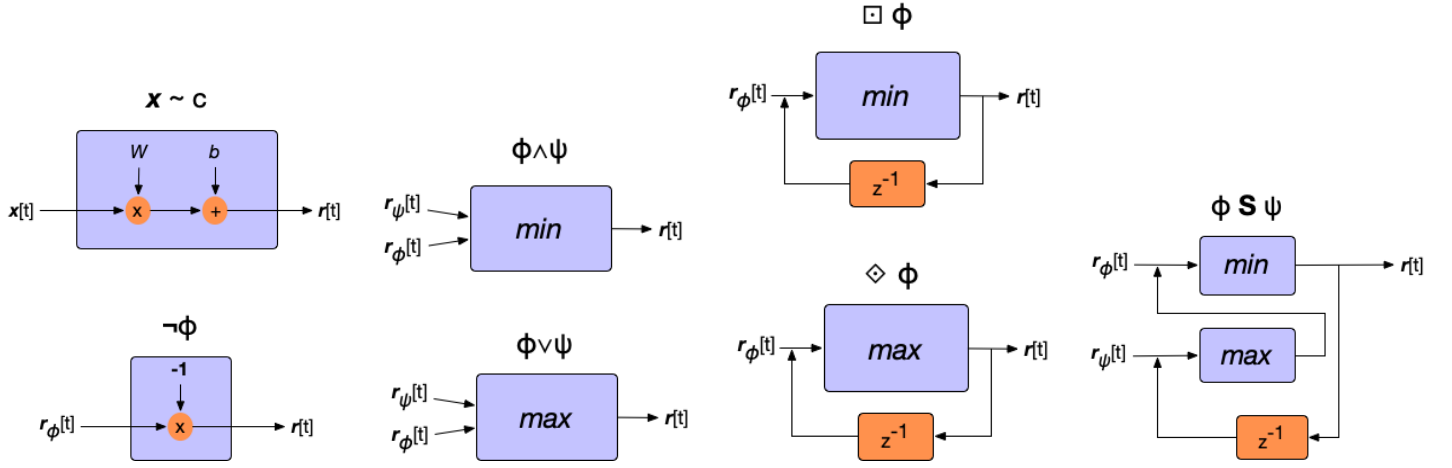 x ~ c
W
b
x[t]
x
+
r[t]
¬ϕ
-1
rϕ[t]
x
r[t]
ϕ∧ψ
rψ[t]
rϕ[t]
min
r[t]
ϕ∨ψ
rψ[t]
rϕ[t]
max
r[t]
⊡ ϕ
rϕ[t]
min
r[t]
z⁻¹
⟐ ϕ
rϕ[t]
max
r[t]
z⁻¹
ϕ S ψ
rϕ[t]
min
r[t]
rψ[t]
max
z⁻¹